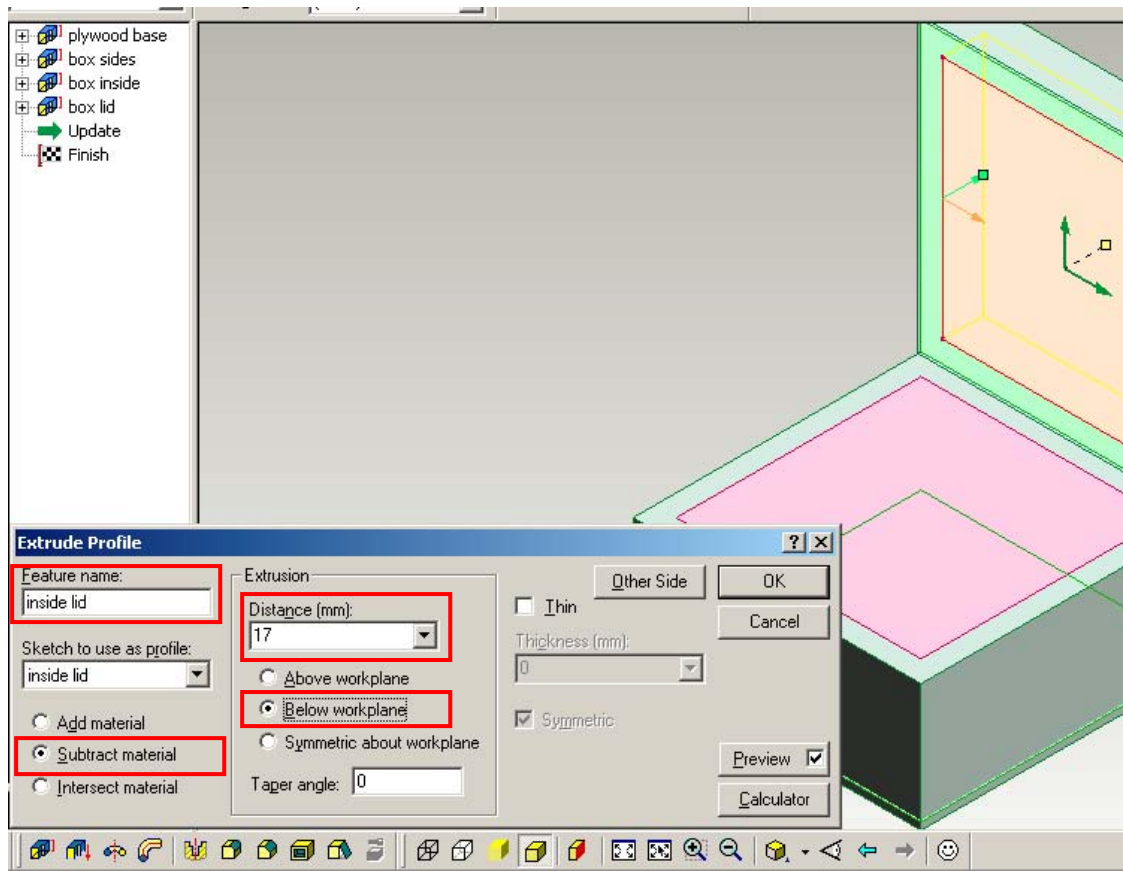 plywood base
box sides
box inside
box lid
Update
Finish
Extrude Profile
Feature name:
inside lid
Sketch to use as profile:
inside lid
Add material
Subtract material
Intersect material
Extrusion
Distance (mm):
17
Above workplane
Below workplane
Symmetric about workplane
Taper angle: 0
Other Side
Thin
Thickness (mm):
0
Symmetric
OK
Cancel
Preview
Calculator